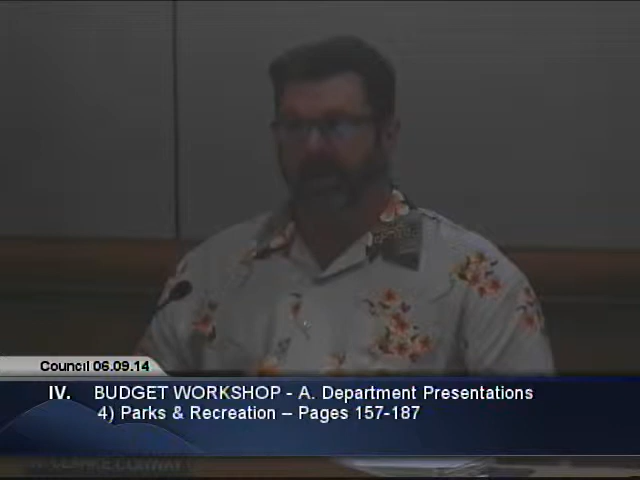 Council 06.09.14
IV. BUDGET WORKSHOP - A. Department Presentations
4) Parks & Recreation – Pages 157-187